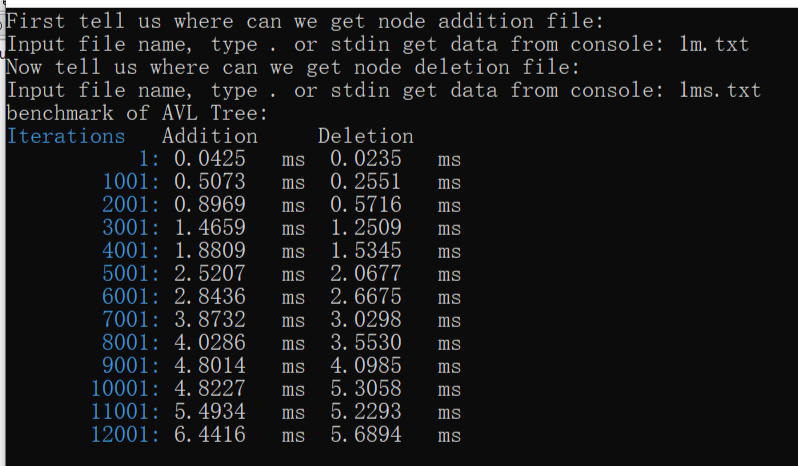 First tell us where can we get node addition file:
Input file name, type . or stdin get data from console: lm.txt
Now tell us where can we get node deletion file:
Input file name, type . or stdin get data from console: lms.txt
benchmark of AVL Tree:
Iterations Addition Deletion
1: 0.0425 ms 0.0235 ms
1001: 0.5073 ms 0.2551 ms
2001: 0.8969 ms 0.5716 ms
3001: 1.4659 ms 1.2509 ms
4001: 1.8809 ms 1.5345 ms
5001: 2.5207 ms 2.0677 ms
6001: 2.8436 ms 2.6675 ms
7001: 3.8732 ms 3.0298 ms
8001: 4.0286 ms 3.5530 ms
9001: 4.8014 ms 4.0985 ms
10001: 4.8227 ms 5.3058 ms
11001: 5.4934 ms 5.2293 ms
12001: 6.4416 ms 5.6894 ms